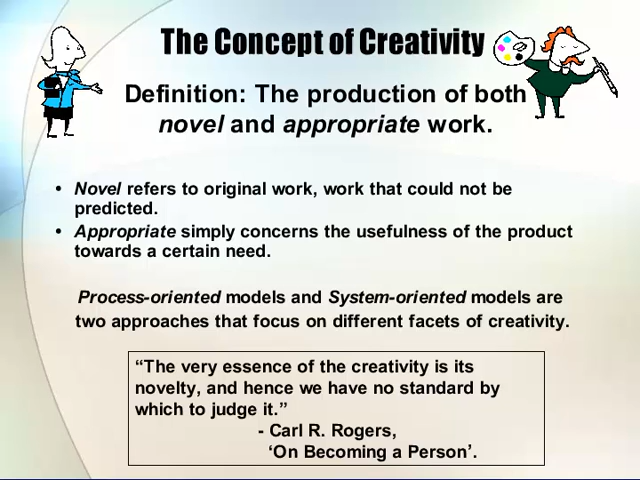 The Concept of Creativity
Definition: The production of both
novel and appropriate work.
• Novel refers to original work, work that could not be
predicted.
• Appropriate simply concerns the usefulness of the product
towards a certain need.
Process-oriented models and System-oriented models are
two approaches that focus on different facets of creativity.
“The very essence of the creativity is its
novelty, and hence we have no standard by
which to judge it.”
- Carl R. Rogers,
‘On Becoming a Person’.